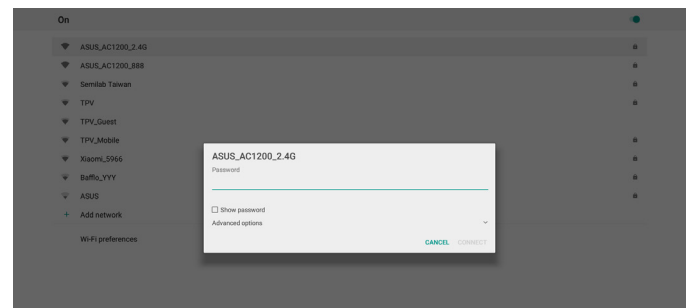 On
ASUS_AC1200_2.4G
ASUS_AC1200_888
Semilab Taiwan
TPV
TPV_Guest
TPV_Mobile
Xiaomi_5966
Baffio_YYY
ASUS
Add network
Wi-Fi preferences
ASUS_AC1200_2.4G
Password
Show password
Advanced options
CANCEL CONNECT